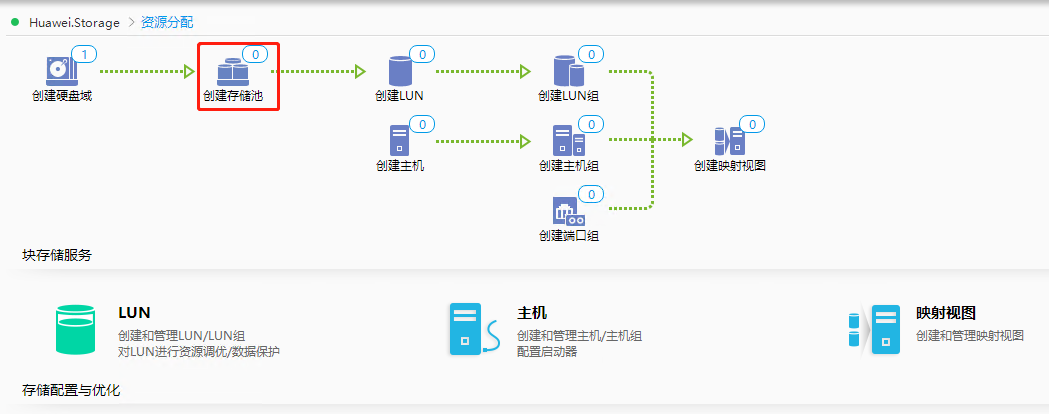 Huawei.Storage > 资源分配
1 0 0 0
创建硬盘域 创建存储池 创建LUN 创建LUN组
0 0 0
创建主机 创建主机组 创建映射视图
0
创建端口组
块存储服务
LUN
创建和管理LUN/LUN组
对LUN进行资源调优/数据保护
主机
创建和管理主机/主机组
配置启动器
映射视图
创建和管理映射视图
存储配置与优化